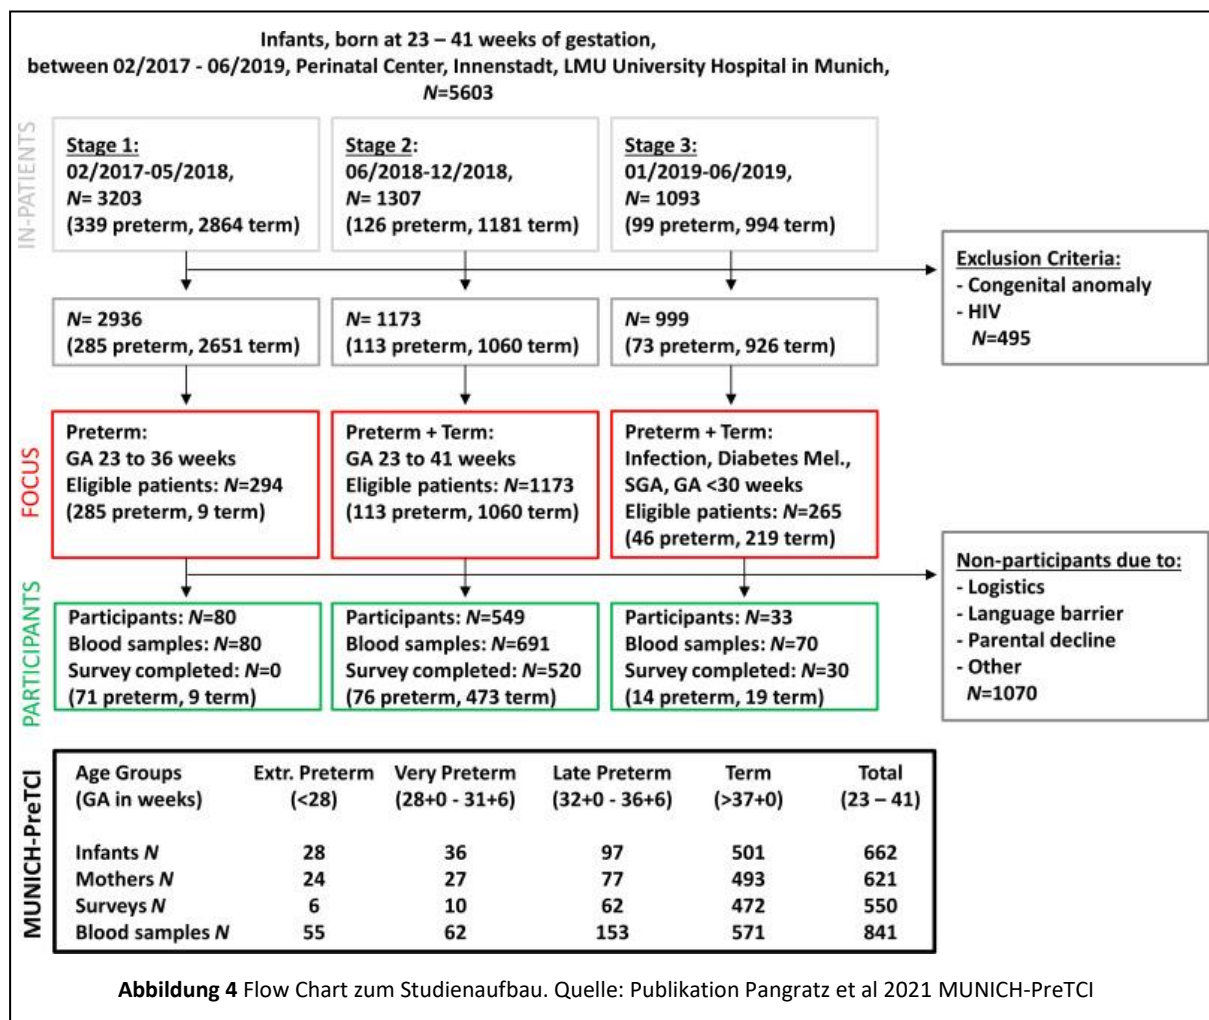 Infants, born at 23 – 41 weeks of gestation,
between 02/2017 - 06/2019, Perinatal Center, Innenstadt, LMU University Hospital in Munich,
N=5603
IN-PATIENTS
Stage 1:
02/2017-05/2018,
N= 3203
(339 preterm, 2864 term)
Stage 2:
06/2018-12/2018,
N= 1307
(126 preterm, 1181 term)
Stage 3:
01/2019-06/2019,
N= 1093
(99 preterm, 994 term)
Exclusion Criteria:
- Congenital anomaly
- HIV
N=495
N= 2936
(285 preterm, 2651 term)
N= 1173
(113 preterm, 1060 term)
N= 999
(73 preterm, 926 term)
FOCUS
Preterm:
GA 23 to 36 weeks
Eligible patients: N=294
(285 preterm, 9 term)
Preterm + Term:
GA 23 to 41 weeks
Eligible patients: N=1173
(113 preterm, 1060 term)
Preterm + Term:
Infection, Diabetes Mel.,
SGA, GA <30 weeks
Eligible patients: N=265
(46 preterm, 219 term)
Non-participants due to:
- Logistics
- Language barrier
- Parental decline
- Other
N=1070
PARTICIPANTS
Participants: N=80
Blood samples: N=80
Survey completed: N=0
(71 preterm, 9 term)
Participants: N=549
Blood samples: N=691
Survey completed: N=520
(76 preterm, 473 term)
Participants: N=33
Blood samples: N=70
Survey completed: N=30
(14 preterm, 19 term)
MUNICH-PreTCI
Age Groups Extr. Preterm Very Preterm Late Preterm Term Total
(GA in weeks) (<28) (28+0 - 31+6) (32+0 - 36+6) (>37+0) (23 – 41)
Infants N 28 36 97 501 662
Mothers N 24 27 77 493 621
Surveys N 6 10 62 472 550
Blood samples N 55 62 153 571 841
Abbildung 4 Flow Chart zum Studienaufbau. Quelle: Publikation Pangratz et al 2021 MUNICH-PreTCI